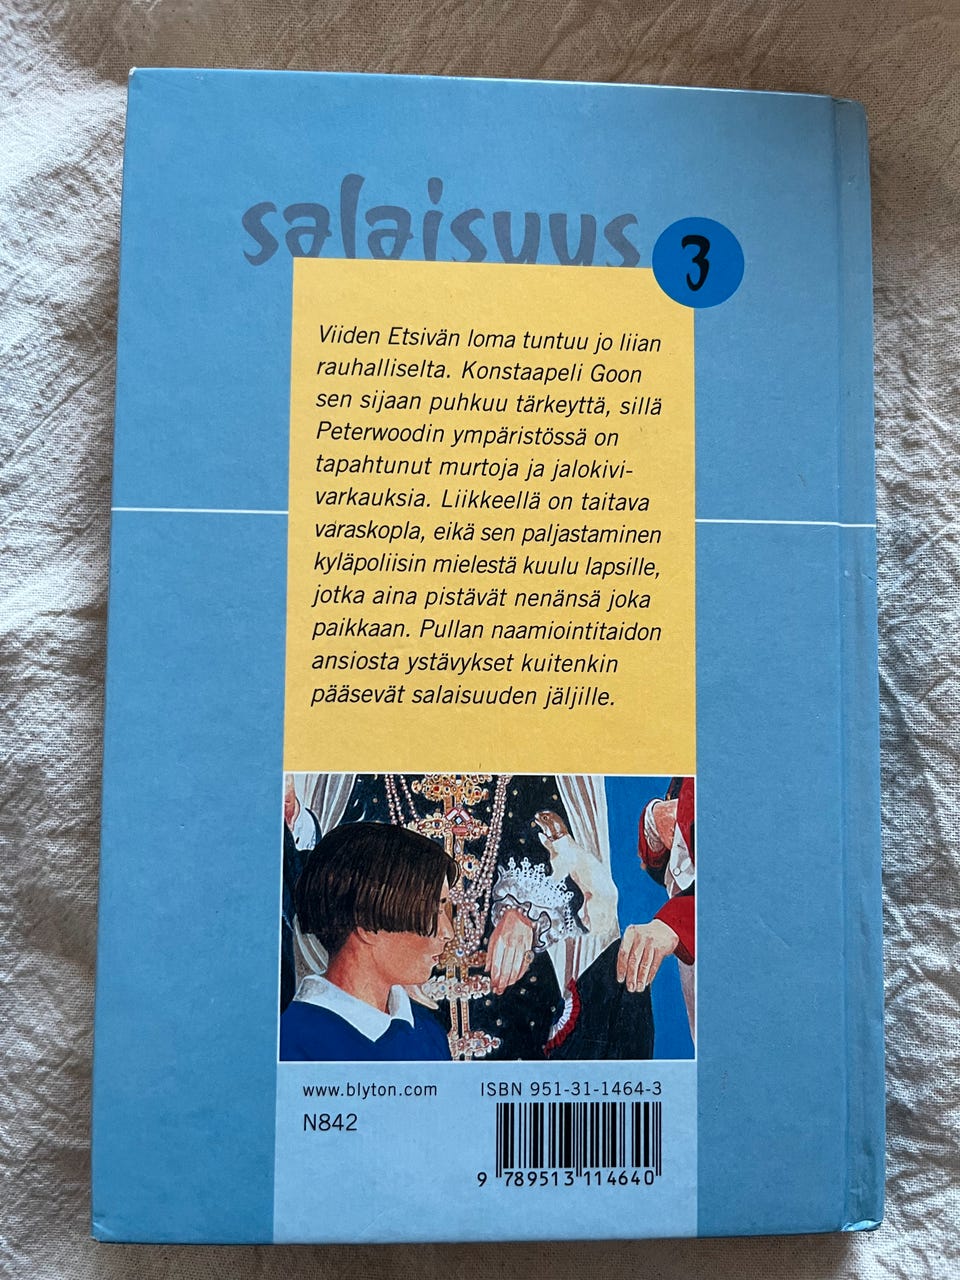 salaisuus
3
Viiden Etsivän loma tuntuu jo liian
rauhalliselta. Konstaapeli Goon
sen sijaan puhkuu tärkeyttä, sillä
Peterwoodin ympäristössä on
tapahtunut murtoja ja jalokivi-
varkauksia. Liikkeellä on taitava
varaskopla, eikä sen paljastaminen
kyläpoliisin mielestä kuulu lapsille,
jotka aina pistävät nenänsä joka
paikkaan. Pullan naamiointitaidon
ansiosta ystävykset kuitenkin
pääsevät salaisuuden jäljille.
www.blyton.com
ISBN 951-31-1464-3
N842
9 789513 114640